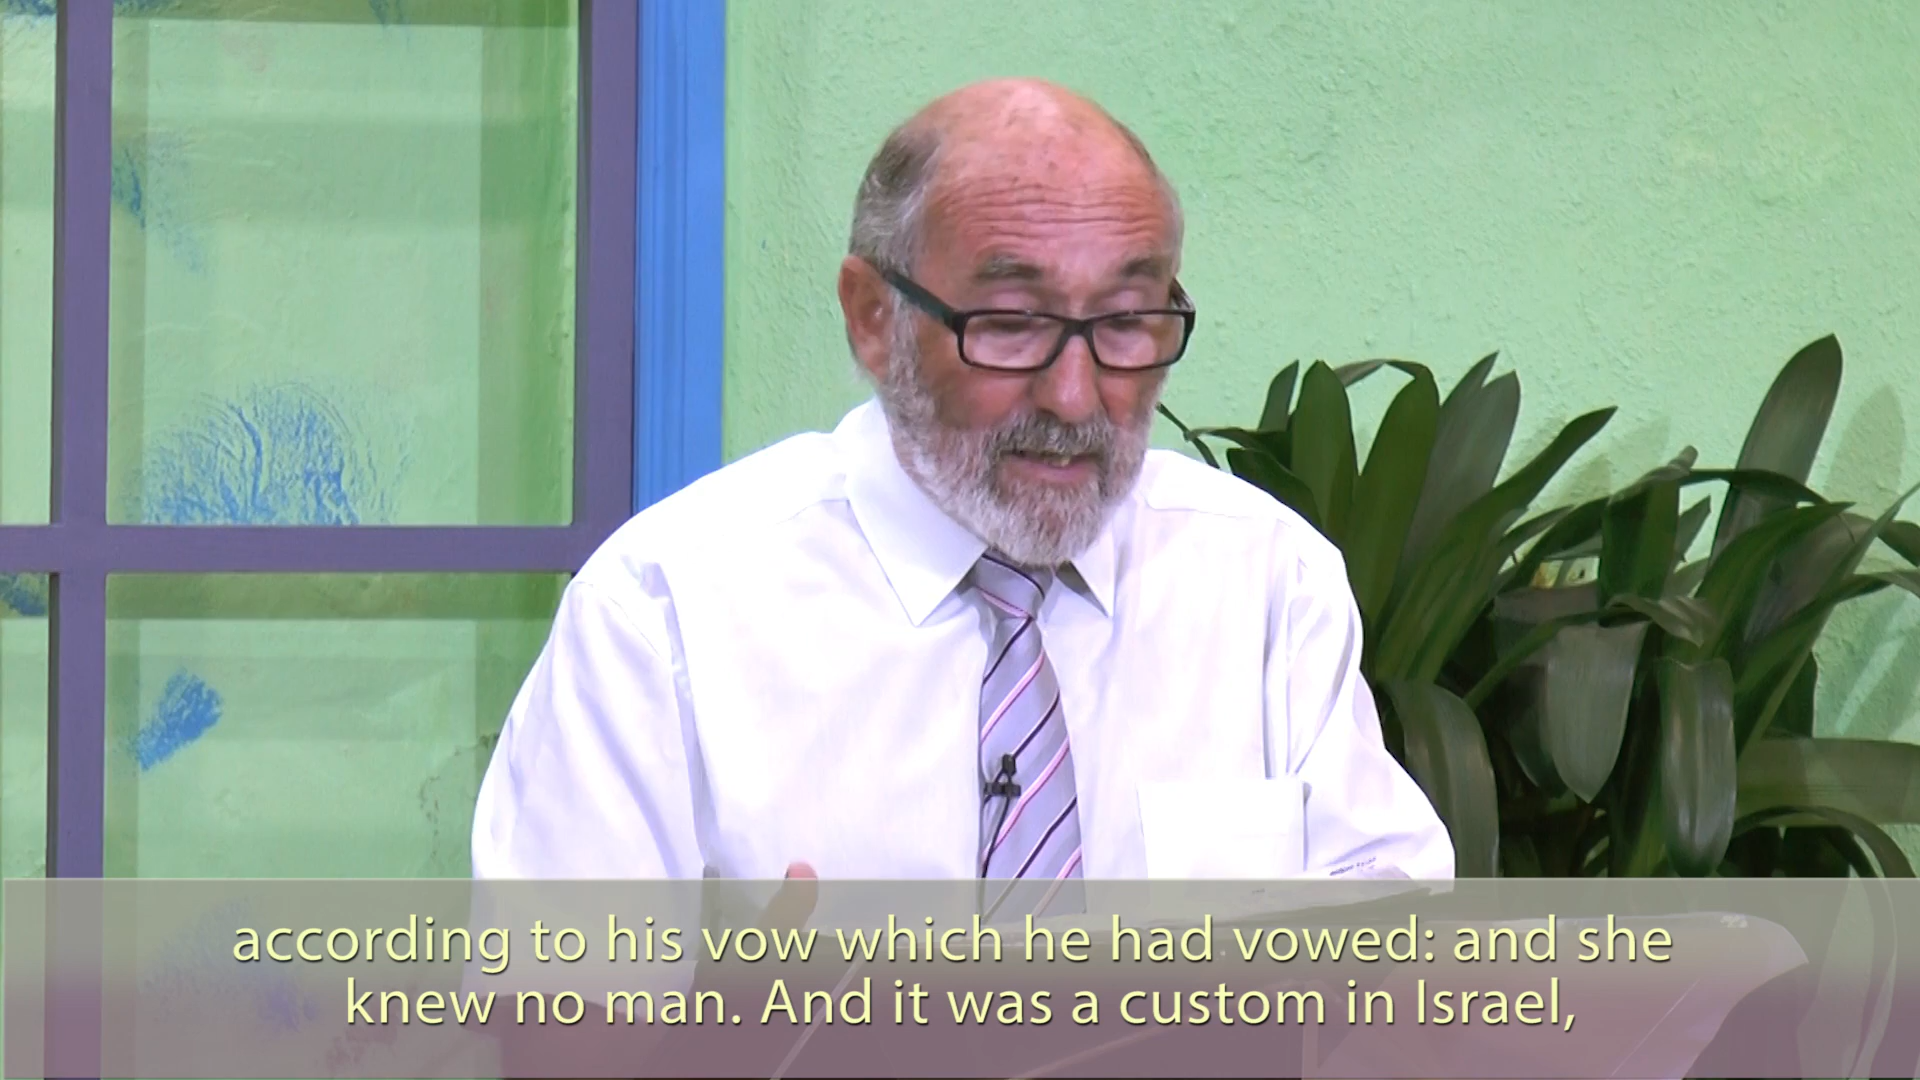 according to his vow which he had vowed: and she
knew no man. And it was a custom in Israel,